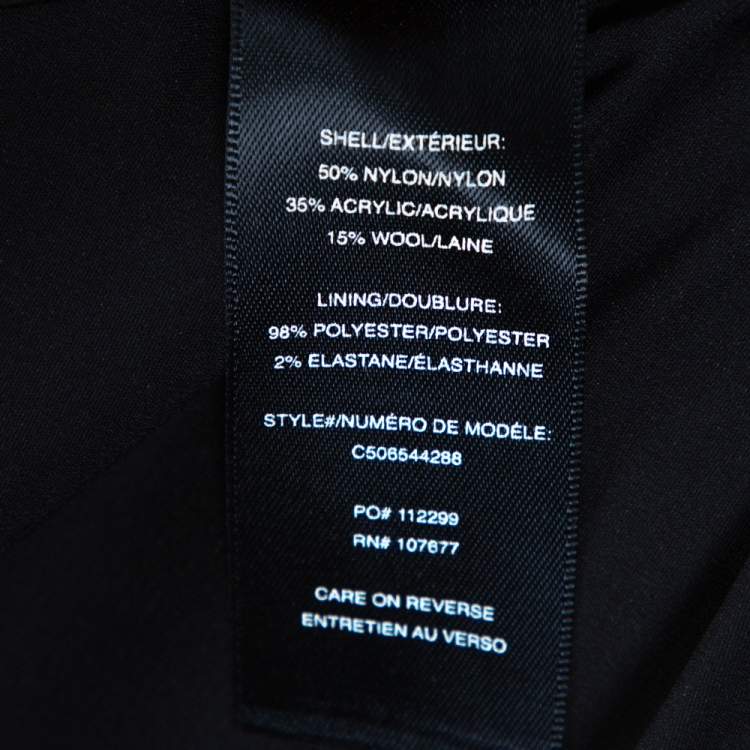 SHELL/EXTÉRIEUR:
50% NYLON/NYLON
35% ACRYLIC/ACRYLIQUE
15% WOOL/LAINE
LINING/DOUBLURE:
98% POLYESTER/POLYESTER
2% ELASTANE/ÉLASTHANNE
STYLE#/NUMÉRO DE MODÉLE:
C506544288
PO# 112299
RN# 107677
CARE ON REVERSE
ENTRETIEN AU VERSO